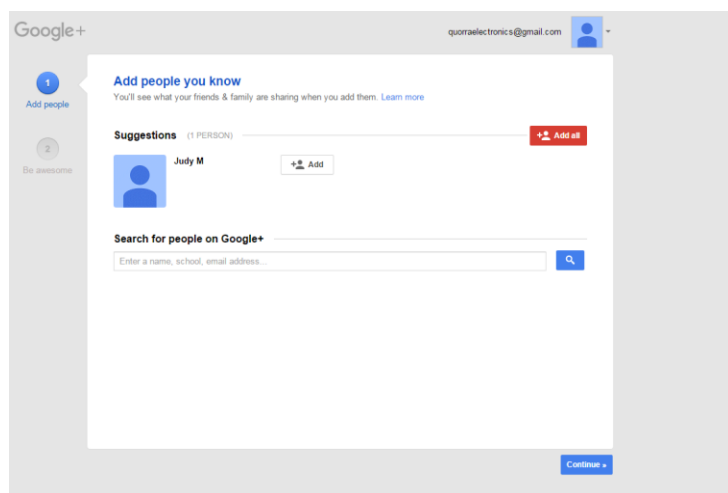 Google+
quorraelectronics@gmail.com
1
Add people
2
Be awesome
Add people you know
You'll see what your friends & family are sharing when you add them. Learn more
Suggestions (1 PERSON)
Add all
Judy M
Add
Search for people on Google+
Enter a name, school, email address...
Continue »